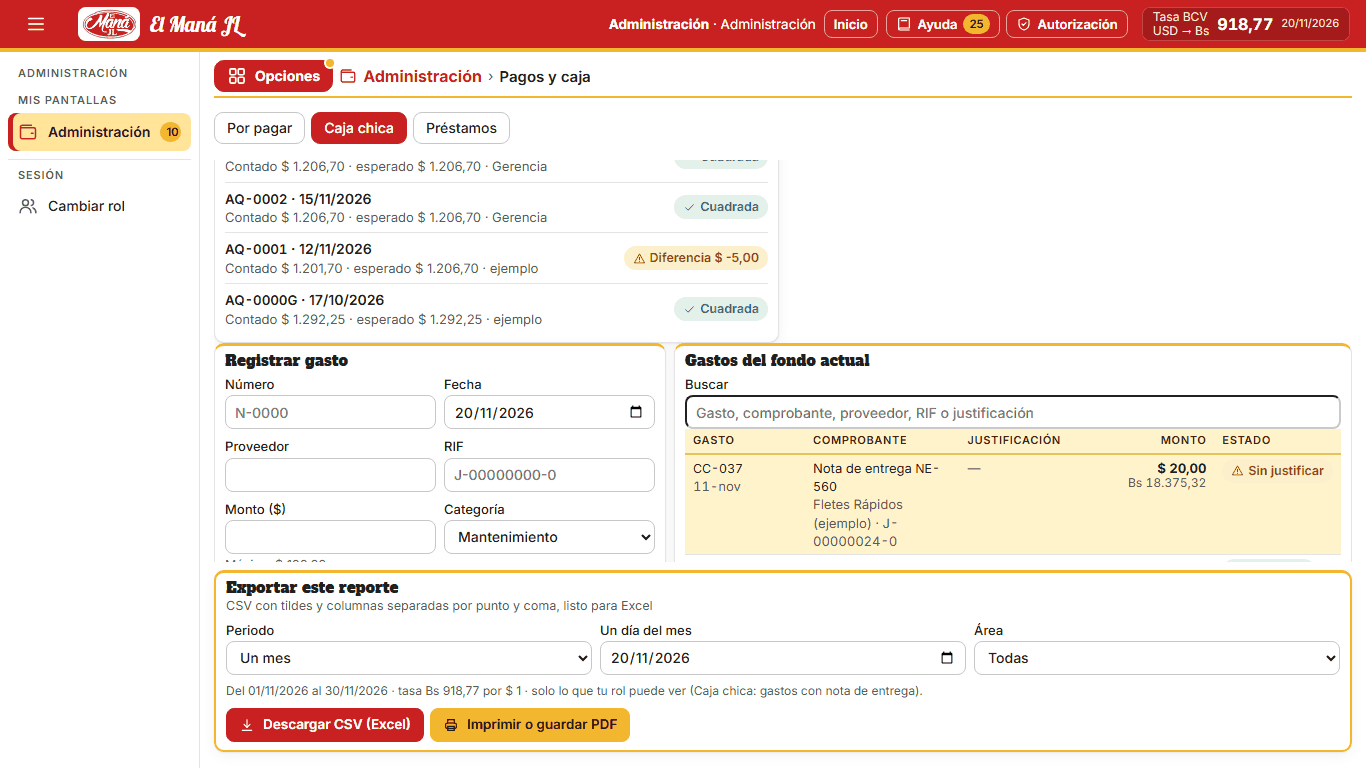 El Maná JL
Administración · Administración
Inicio
Ayuda 25
Autorización
Tasa BCV
USD → Bs
918,77
20/11/2026
ADMINISTRACIÓN
MIS PANTALLAS
Administración 10
SESIÓN
Cambiar rol
Opciones
Administración › Pagos y caja
Por pagar
Caja chica
Préstamos
Contado $ 1.206,70 · esperado $ 1.206,70 · Gerencia
AQ-0002 · 15/11/2026
Contado $ 1.206,70 · esperado $ 1.206,70 · Gerencia
Cuadrada
AQ-0001 · 12/11/2026
Contado $ 1.201,70 · esperado $ 1.206,70 · ejemplo
Diferencia $ -5,00
AQ-0000G · 17/10/2026
Contado $ 1.292,25 · esperado $ 1.292,25 · ejemplo
Cuadrada
Registrar gasto
Número
Fecha
N-0000
20/11/2026
Proveedor
RIF
J-00000000-0
Monto ($)
Categoría
Mantenimiento
Gastos del fondo actual
Buscar
Gasto, comprobante, proveedor, RIF o justificación
GASTO COMPROBANTE JUSTIFICACIÓN MONTO ESTADO
CC-037
11-nov
Nota de entrega NE-
560
Fletes Rápidos
(ejemplo) · J-
00000024-0
—
$ 20,00
Bs 18.375,32
Sin justificar
Exportar este reporte
CSV con tildes y columnas separadas por punto y coma, listo para Excel
Periodo
Un día del mes
Área
Un mes
20/11/2026
Todas
Del 01/11/2026 al 30/11/2026 · tasa Bs 918,77 por $ 1 · solo lo que tu rol puede ver (Caja chica: gastos con nota de entrega).
Descargar CSV (Excel)
Imprimir o guardar PDF